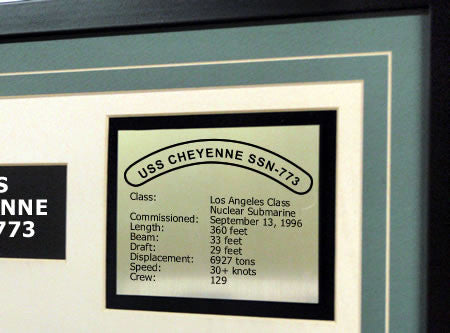 S
NNE
773
USS CHEYENNE SSN-773
Class: Los Angeles Class
Nuclear Submarine
Commissioned: September 13, 1996
Length: 360 feet
Beam: 33 feet
Draft: 29 feet
Displacement: 6927 tons
Speed: 30+ knots
Crew: 129